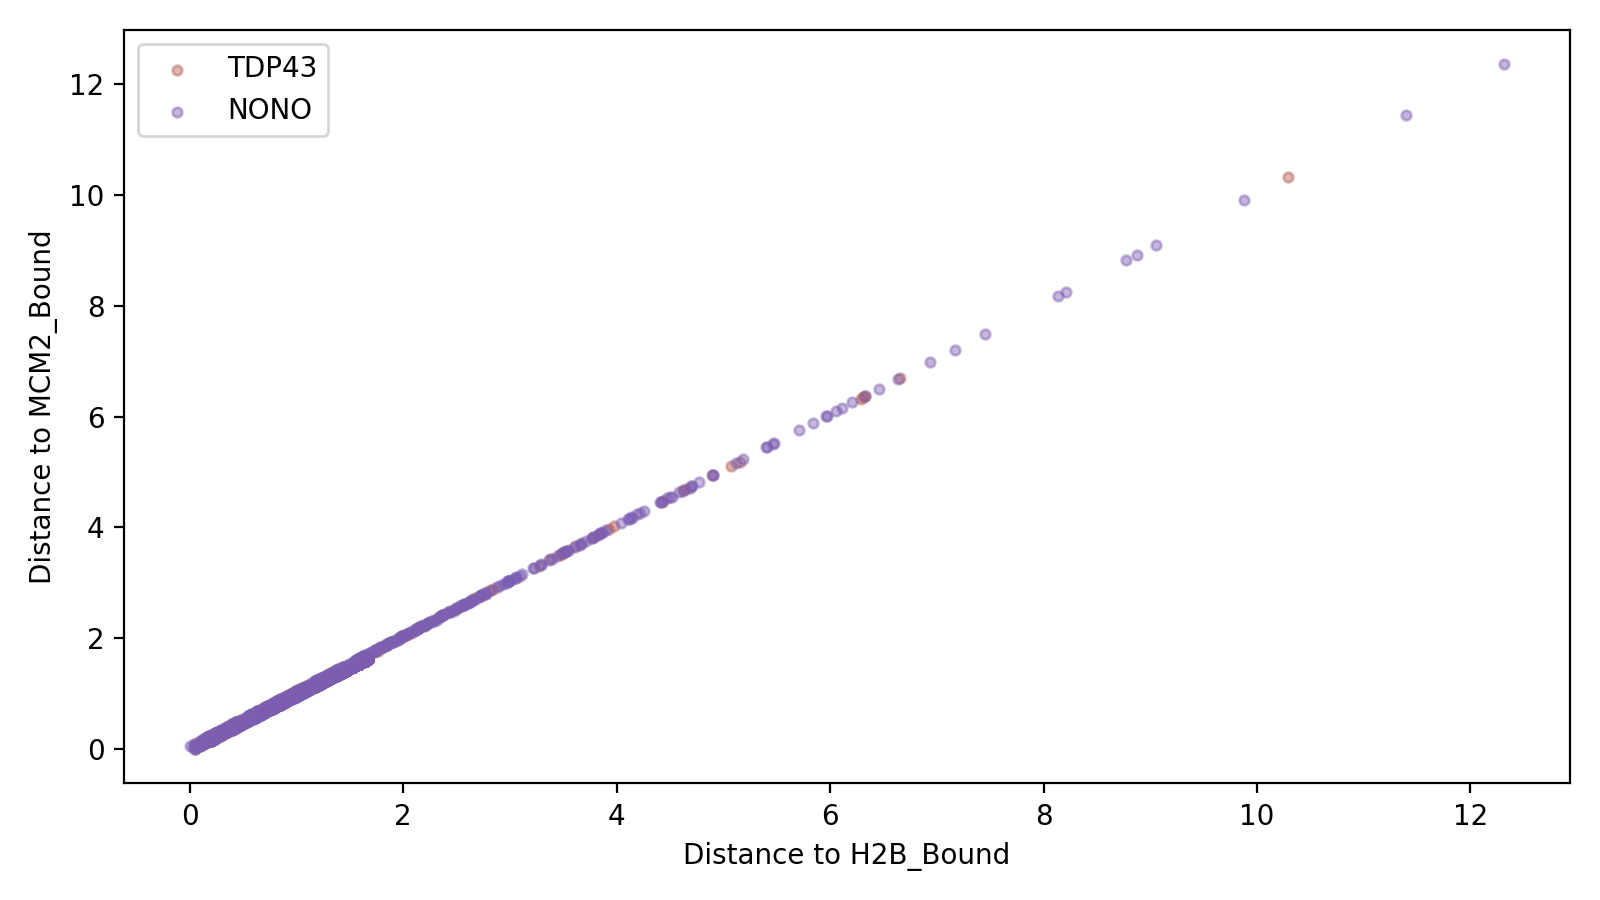 TDP43
NONO
12
10
8
6
4
2
0
Distance to MCM2_Bound
0 2 4 6 8 10 12
Distance to H2B_Bound